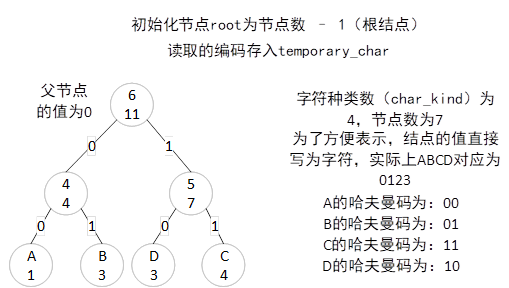 初始化节点root为节点数 - 1（根结点）
读取的编码存入temporary_char
父节点
的值为0
6
11
0
1
4
4
5
7
0
1
0
1
A
1
B
3
D
3
C
4
字符种类数（char_kind）为
4，节点数为7
为了方便表示，结点的值直接
写为字符，实际上ABCD对应为
0123
A的哈夫曼码为：00
B的哈夫曼码为：01
C的哈夫曼码为：11
D的哈夫曼码为：10